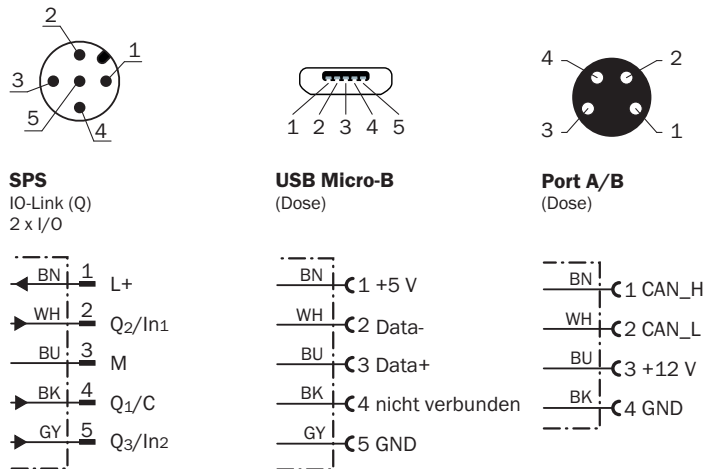 2
1
3
5
4
SPS
IO-Link (Q)
2 x I/O
BN 1 L+
WH 2 Q2/In1
BU 3 M
BK 4 Q1/C
GY 5 Q3/In2
1 2 3 4 5
USB Micro-B
(Dose)
BN 1 +5 V
WH 2 Data-
BU 3 Data+
BK 4 nicht verbunden
GY 5 GND
4 2
3 1
Port A/B
(Dose)
BN 1 CAN_H
WH 2 CAN_L
BU 3 +12 V
BK 4 GND